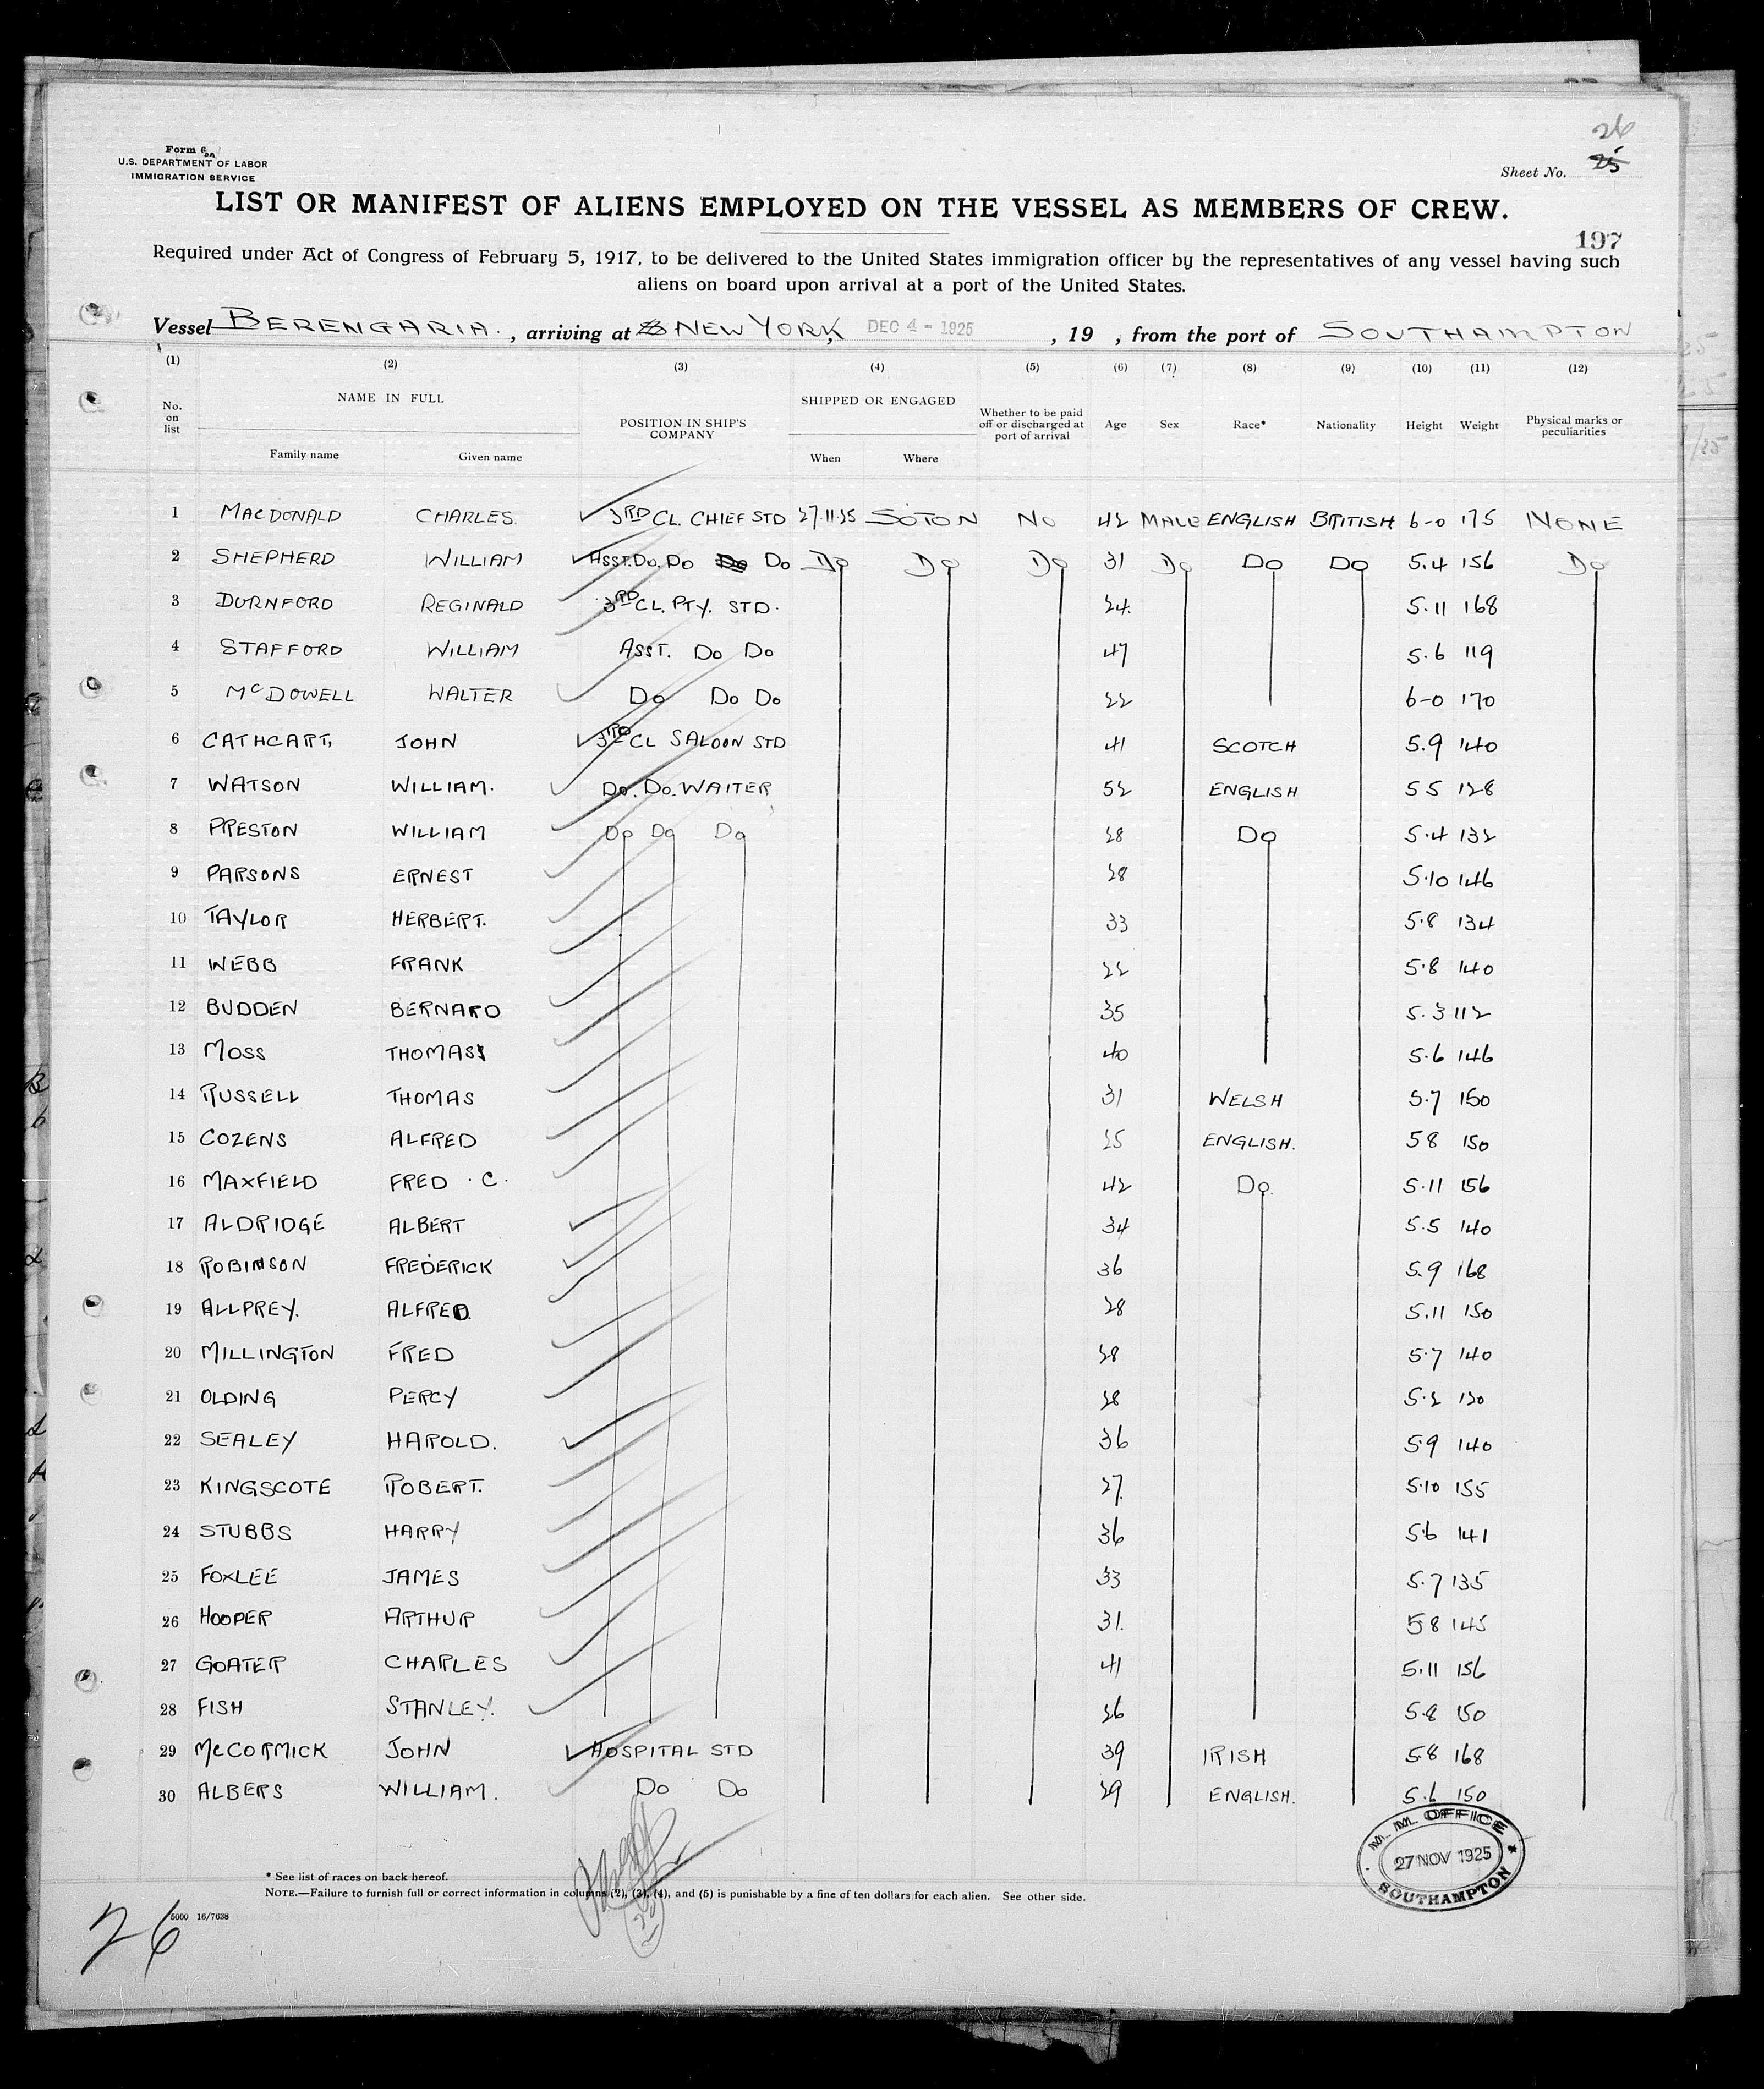 26
Form 6
U.S. DEPARTMENT OF LABOR
IMMIGRATION SERVICE
Sheet No. 25
LIST OR MANIFEST OF ALIENS EMPLOYED ON THE VESSEL AS MEMBERS OF CREW.
197
Required under Act of Congress of February 5, 1917, to be delivered to the United States immigration officer by the representatives of any vessel having such
aliens on board upon arrival at a port of the United States.
Vessel BERENGARIA. , arriving at NEW YORK, DEC 4 - 1925 , 19 , from the port of SOUTHAMPTON
(1) (2) (3) (4) (5) (6) (7) (8) (9) (10) (11) (12)
No. on list NAME IN FULL POSITION IN SHIP'S COMPANY SHIPPED OR ENGAGED Whether to be paid off or discharged at port of arrival Age Sex Race* Nationality Height Weight Physical marks or peculiarities
Family name Given name When Where
1 MACDONALD CHARLES. 3RD CL. CHIEF STD 27.11.25 SOTON NO 42 MALE ENGLISH BRITISH 6-0 175 NONE
2 SHEPHERD WILLIAM ASST. DO. DO DO DO DO DO 31 DO DO DO 5.4 156 DO
3 DURNFORD REGINALD 3RD CL. PTY. STD. 24. 5.11 168
4 STAFFORD WILLIAM ASST. DO DO 47 5.6 119
5 MCDOWELL WALTER DO DO DO 22 6-0 170
6 CATHCART, JOHN 3RD CL SALOON STD 41 SCOTCH 5.9 140
7 WATSON WILLIAM. DO. DO. WAITER 52 ENGLISH 5 5 128
8 PRESTON WILLIAM DO DO DO 28 DO 5.4 132
9 PARSONS ERNEST 28 5.10 146
10 TAYLOR HERBERT. 33 5.8 134
11 WEBB FRANK 22 5.8 140
12 BUDDEN BERNARD 35 5.3 112
13 MOSS THOMAS 40 5.6 146
14 RUSSELL THOMAS 31 WELSH 5.7 150
15 COZENS ALFRED 25 ENGLISH. 5 8 150
16 MAXFIELD FRED . C. 42 DO. 5.11 156
17 ALDRIDGE ALBERT 34 5.5 140
18 ROBINSON FREDERICK 36 5.9 168
19 ALLPREY. ALFRED. 28 5.11 150
20 MILLINGTON FRED 28 5.7 140
21 OLDING PERCY 28 5.2 130
22 SEALEY HAROLD. 36 5 9 140
23 KINGSCOTE ROBERT. 27. 5.10 155
24 STUBBS HARRY 36 5.6 141
25 FOXLEE JAMES 33 5.7 135
26 HOOPER ARTHUR 31. 5 8 145
27 GOATER CHARLES 41 5.11 156
28 FISH STANLEY. 26 5.8 150
29 MCCORMICK JOHN HOSPITAL STD 39 IRISH 5 8 168
30 ALBERS WILLIAM. DO DO 29 ENGLISH. 5.6 150
M. M. OFFICE
27 NOV 1925
SOUTHAMPTON
* See list of races on back hereof.
NOTE.—Failure to furnish full or correct information in columns (2), (3), (4), and (5) is punishable by a fine of ten dollars for each alien. See other side.
5000 16/7638
26